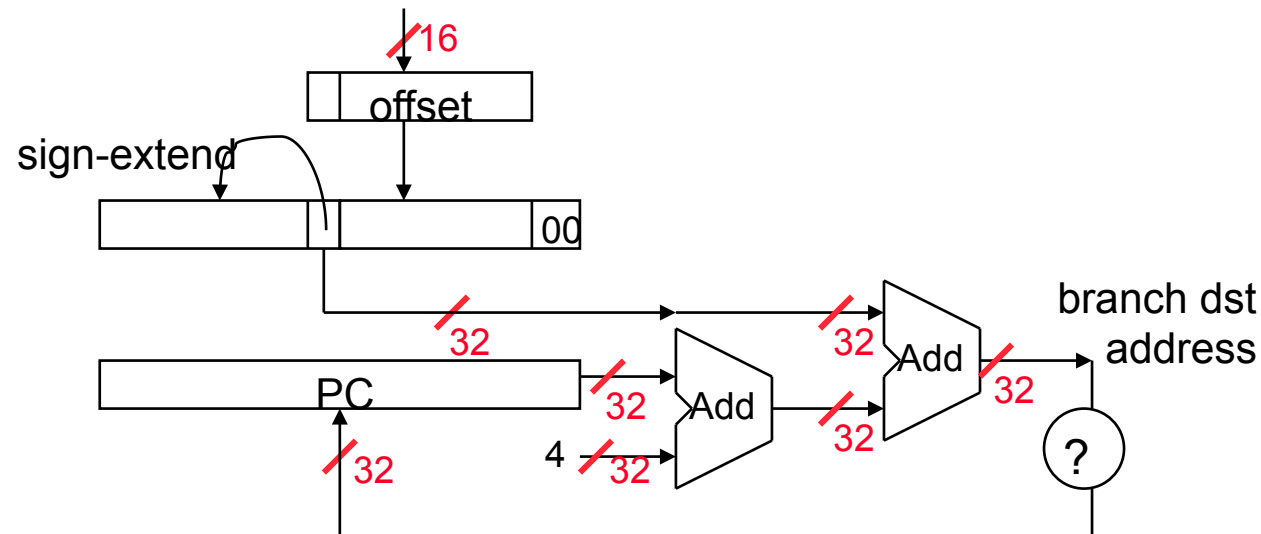 16
offset
sign-extend
00
32
32
branch dst
address
Add
32
PC
32
Add
32
32
4
32
32
?